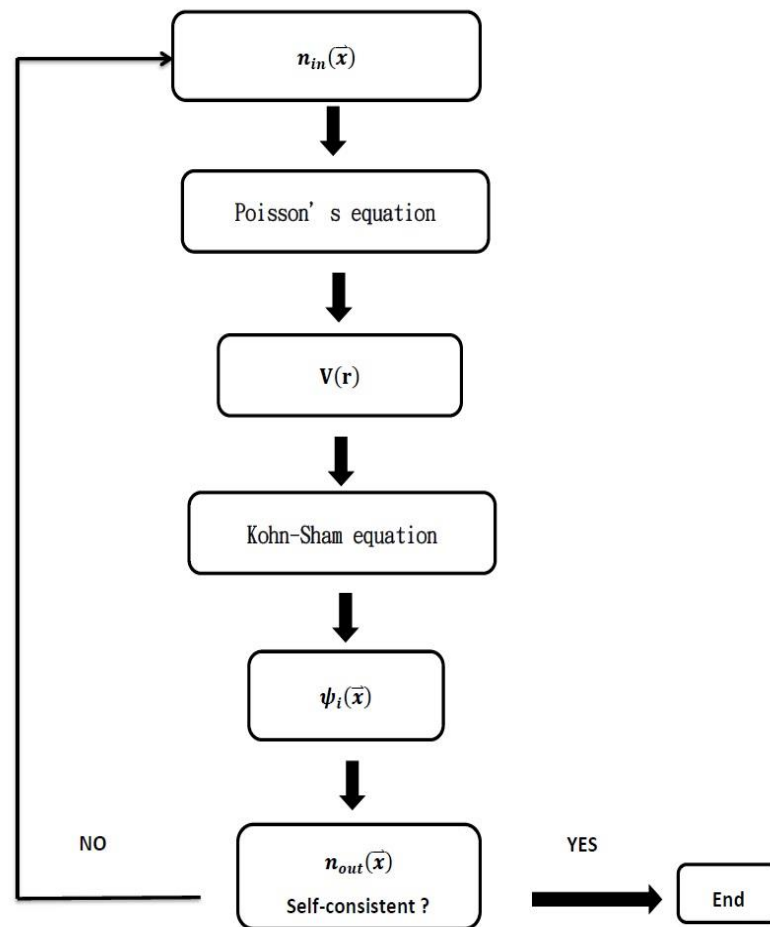 n_in(x⃗)
Poisson' s equation
V(r)
Kohn-Sham equation
ψ_i(x⃗)
NO
n_out(x⃗)
YES
Self-consistent ?
End